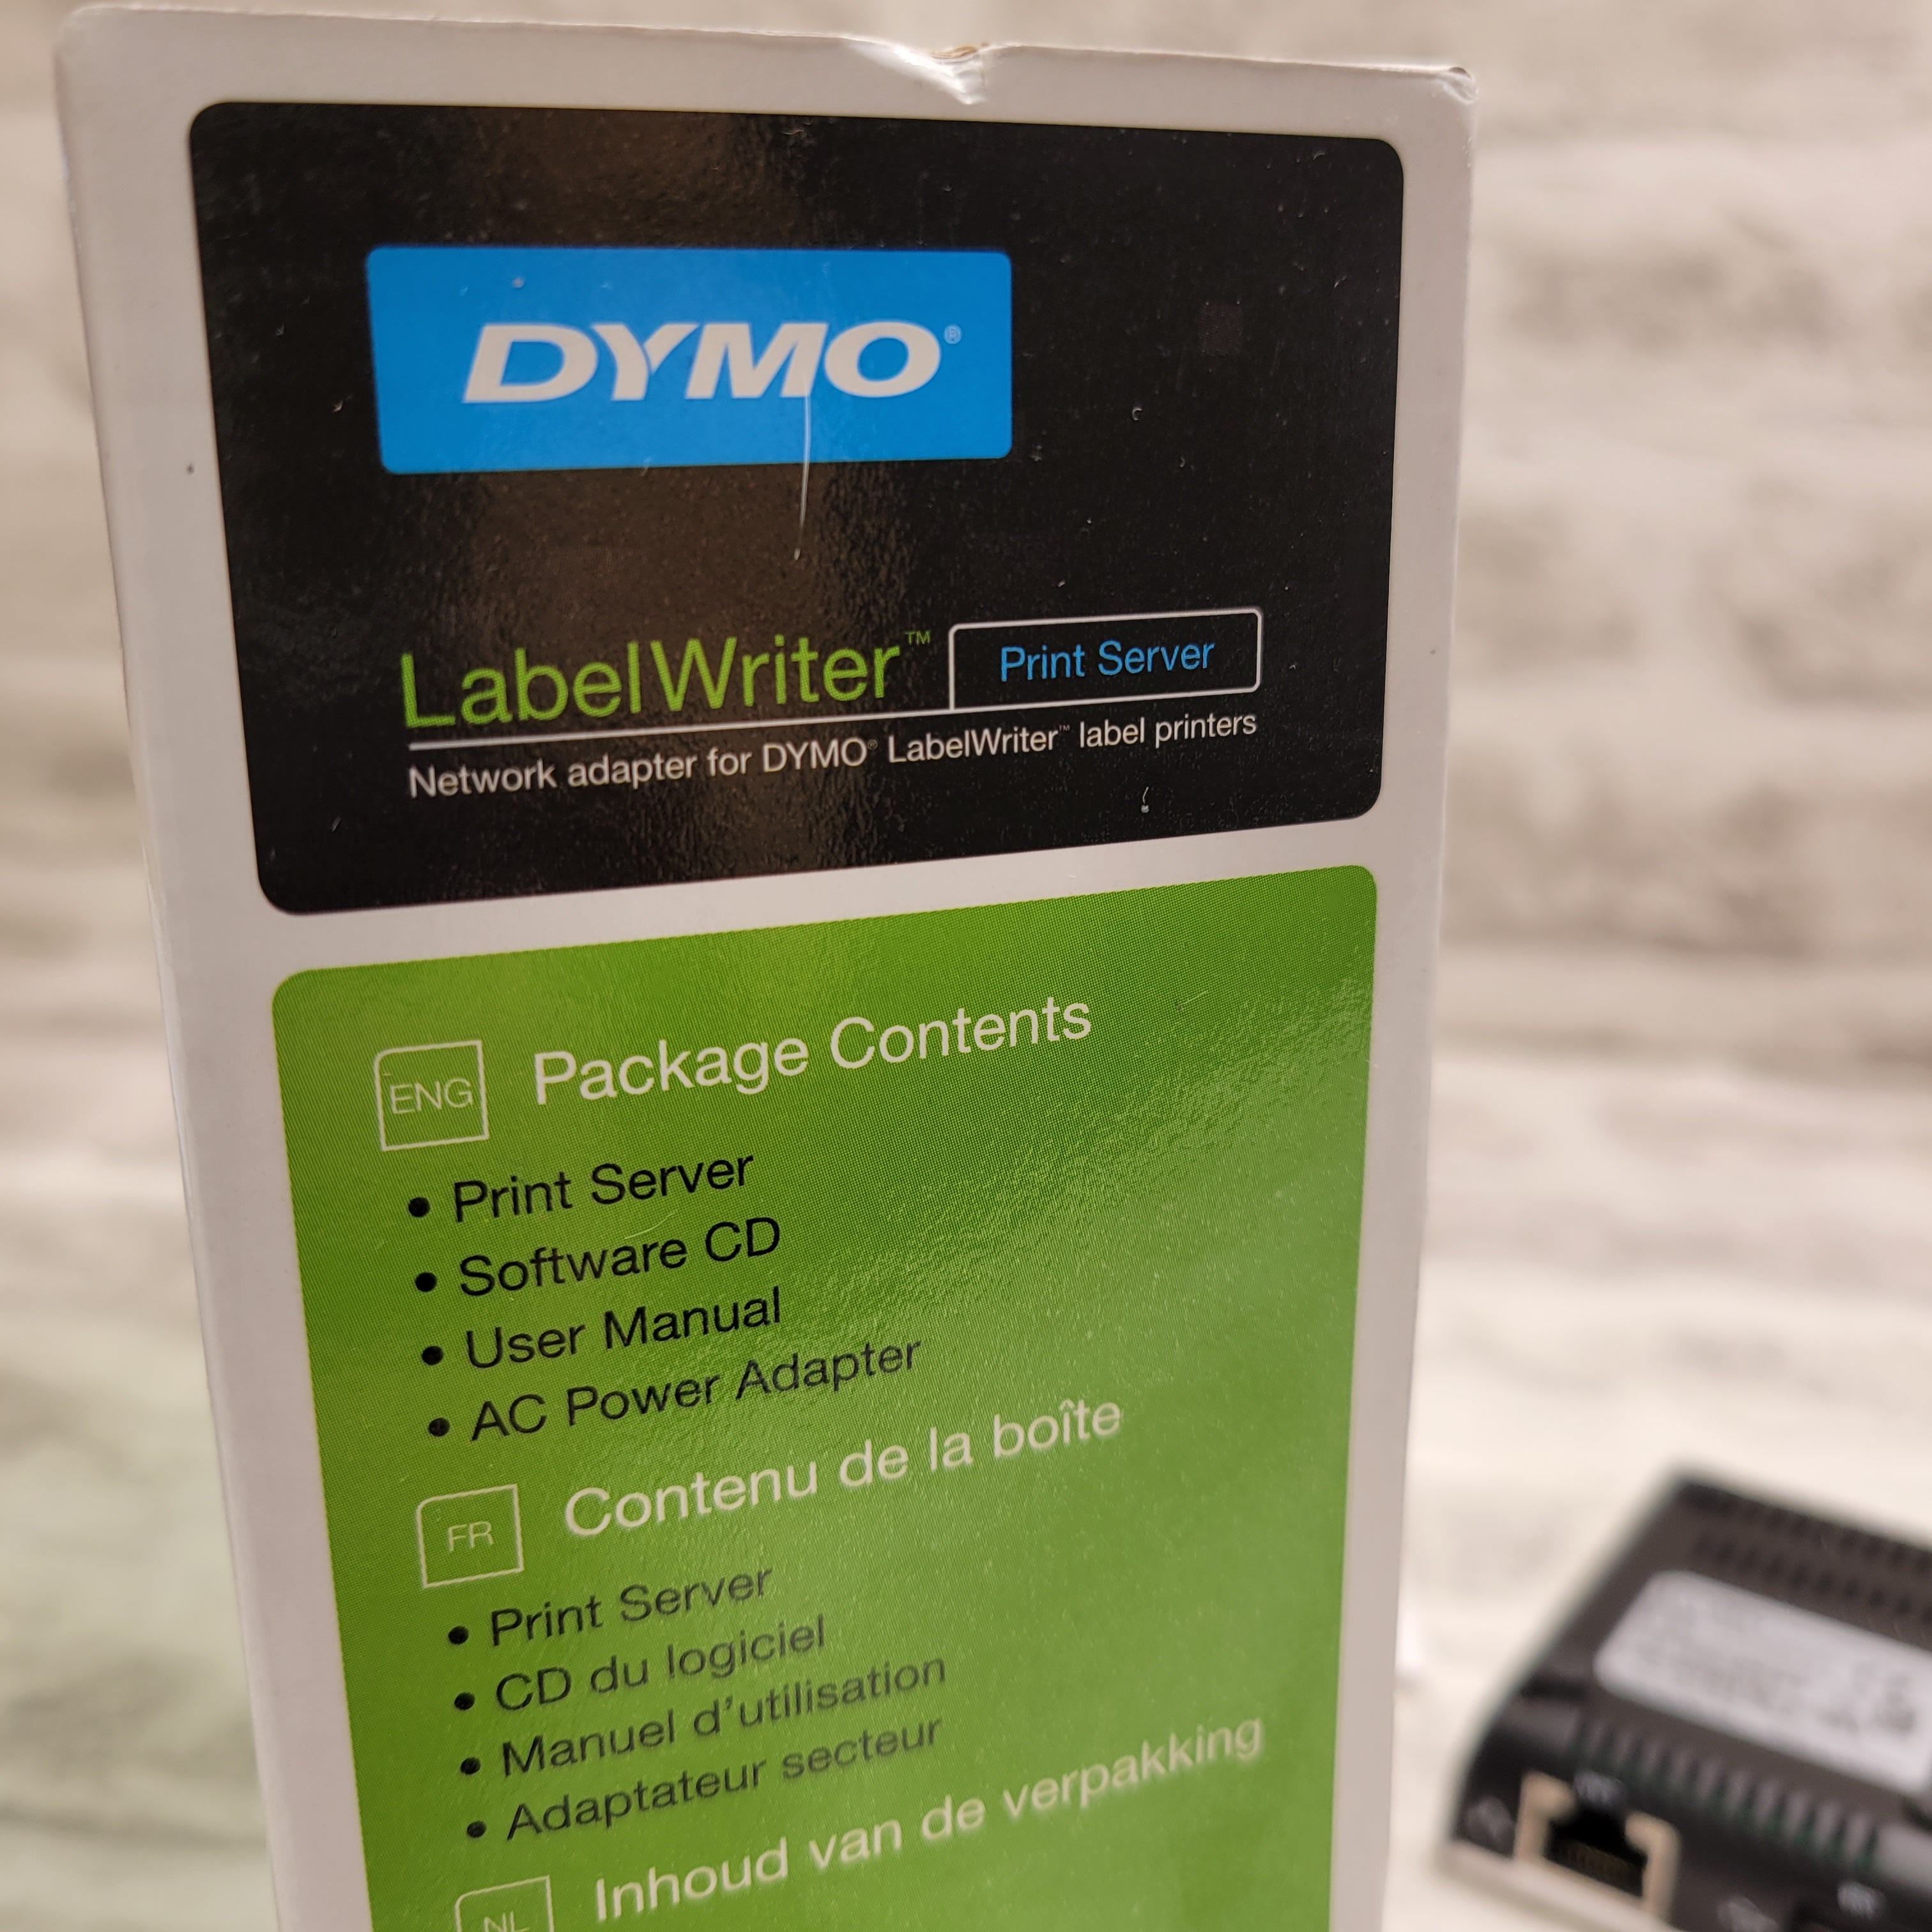 DYMO®
LabelWriter™ Print Server
Network adapter for DYMO® LabelWriter™ label printers
ENG Package Contents
• Print Server
• Software CD
• User Manual
• AC Power Adapter
FR Contenu de la boîte
• Print Server
• CD du logiciel
• Manuel d'utilisation
• Adaptateur secteur
NL Inhoud van de verpakking